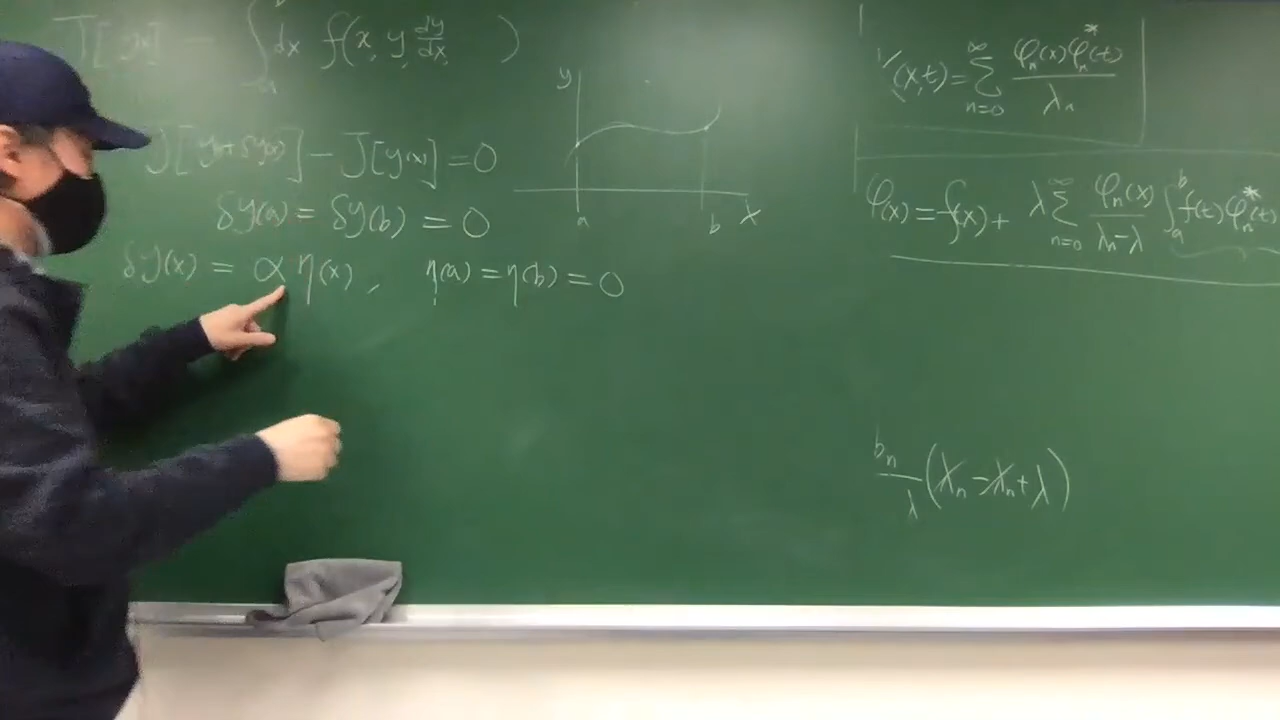 J[y(x)] = ∫_a^b dx f(x, y, dy/dx, )
J[y+δy(x)] - J[y(x)] = 0
δy(a) = δy(b) = 0
δy(x) = α η(x), η(a) = η(b) = 0
y
a b x
K(x,t) = Σ_{n=0}^∞ φ_n(x)φ_n^*(t) / λ_n
φ(x) = f(x) + λ Σ_{n=0}^∞ φ_n(x) / (λ_n - λ) ∫_a^b f(t)φ_n^*(t)
b_n / λ (λ_n - λ_n + λ)